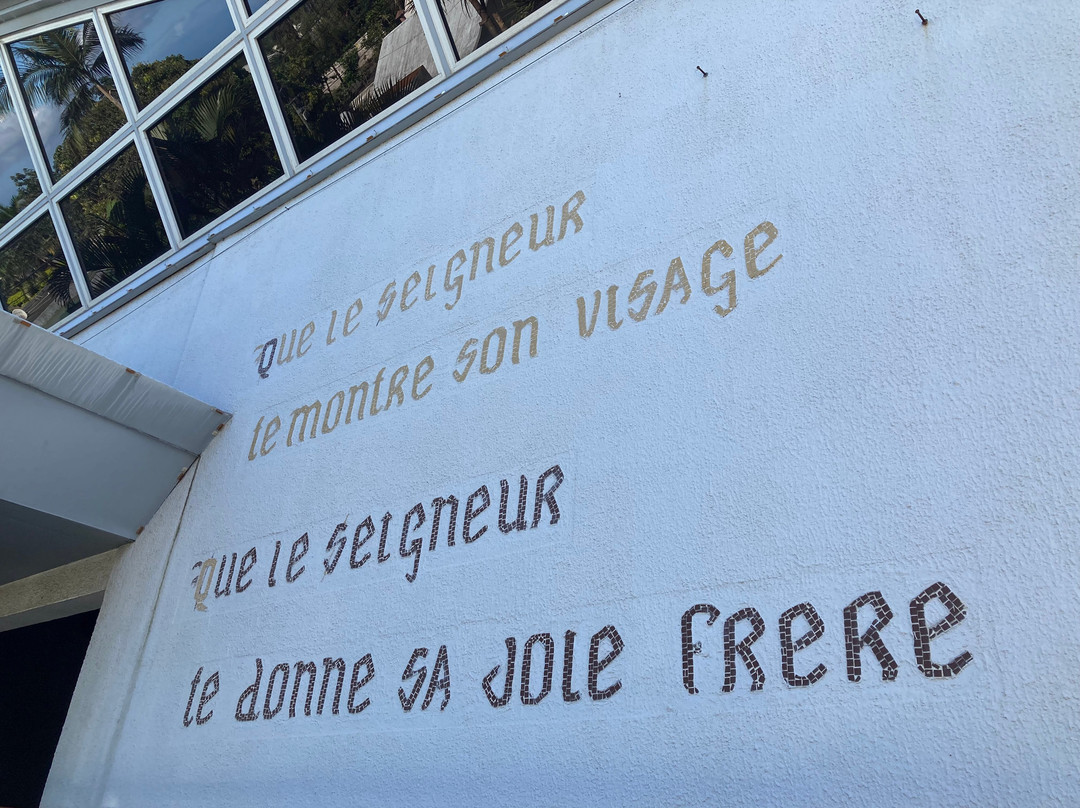 Que le seigneur
te montre son visage
Que le seigneur
te donne sa joie frere